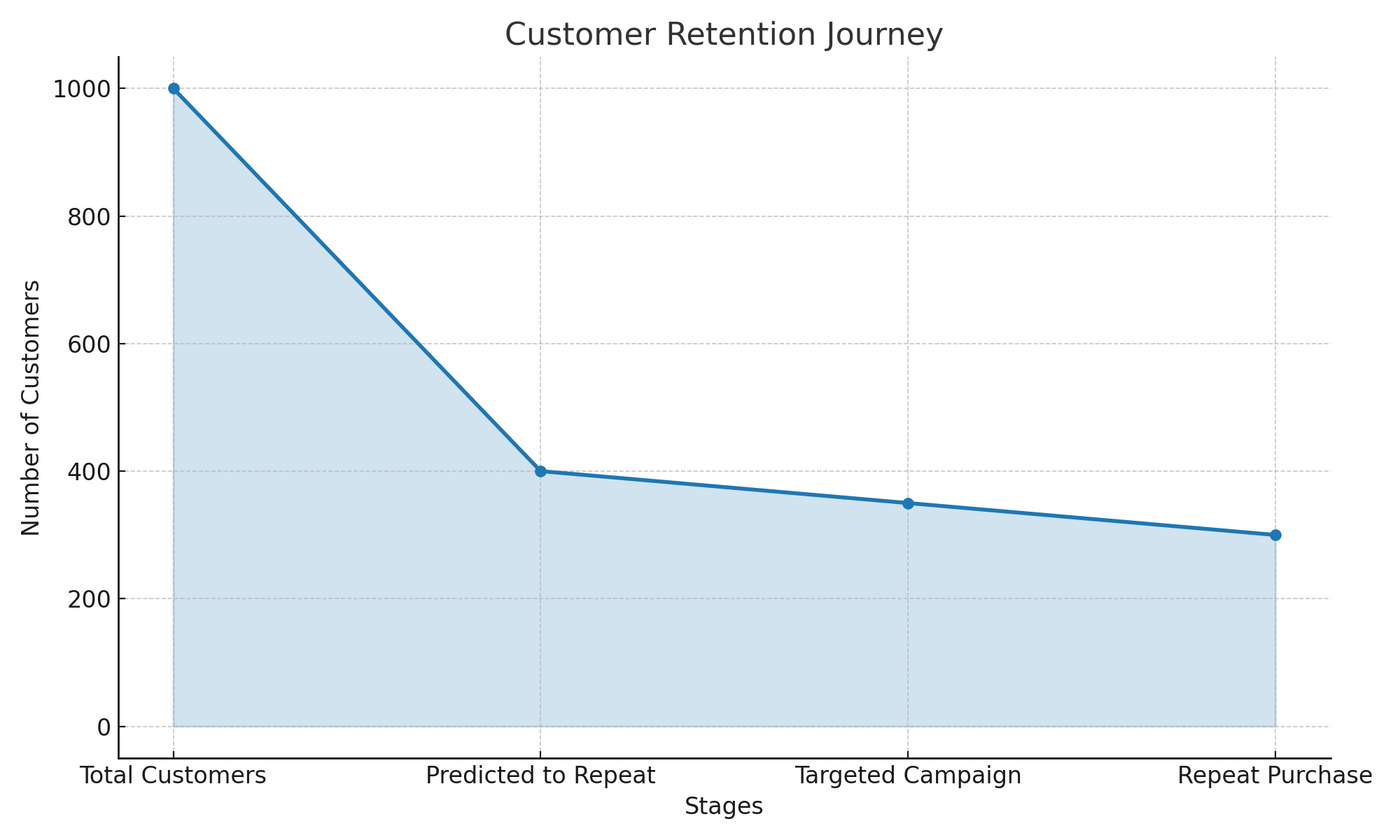 Customer Retention Journey
Number of Customers
1000
800
600
400
200
0
Total Customers
Predicted to Repeat
Targeted Campaign
Repeat Purchase
Stages